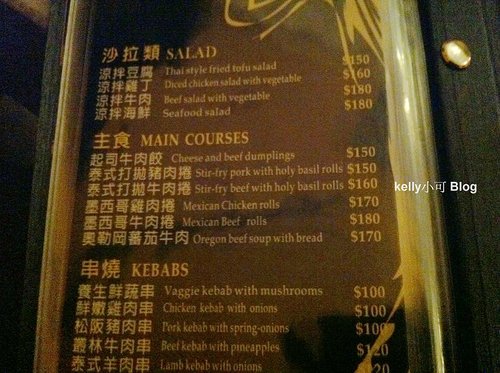 沙拉類 SALAD
涼拌豆腐 Thai style fried tofu salad $150
涼拌雞丁 Diced chicken salad with vegetable $160
涼拌牛肉 Beef salad with vegetable $180
涼拌海鮮 Seafood salad $180
主食 MAIN COURSES
起司牛肉餃 Cheese and beef dumplings $150
泰式打拋豬肉捲 Stir-fry pork with holy basil rolls $150
泰式打拋牛肉捲 Stir-fry beef with holy basil rolls $160
墨西哥雞肉捲 Mexican Chicken rolls $170
墨西哥牛肉捲 Mexican Beef rolls $180
奧勒岡番茄牛肉 Oregon beef soup with bread $170
串燒 KEBABS
養生鮮蔬串 Vaggie kebab with mushrooms $100
鮮嫩雞肉串 Chicken kebab with onions $100
松阪豬肉串 Pork kebab with spring-onions $100
叢林牛肉串 Beef kebab with pineapples $120
泰式羊肉串 Lamb kebab with onions $120
kelly小可 Blog